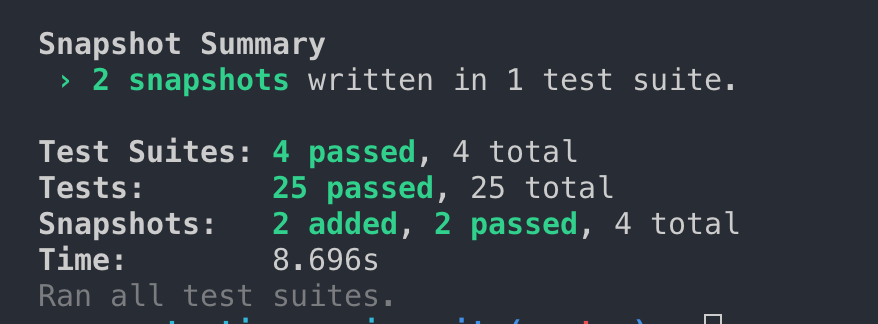 Snapshot Summary
› 2 snapshots written in 1 test suite.
Test Suites: 4 passed, 4 total
Tests: 25 passed, 25 total
Snapshots: 2 added, 2 passed, 4 total
Time: 8.696s
Ran all test suites.